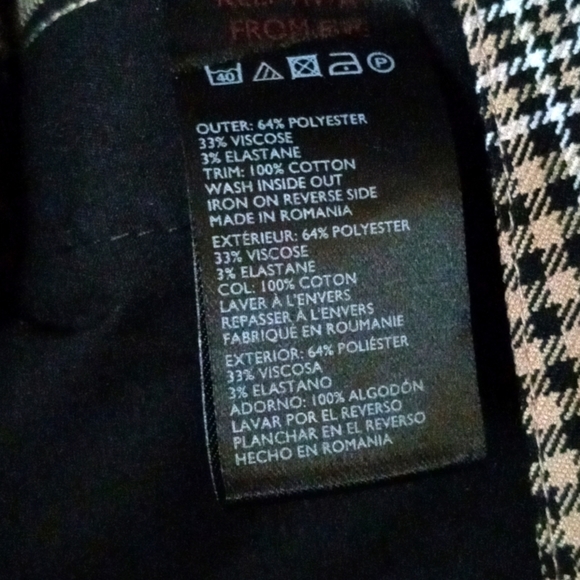 FROM FIRE
40 P
OUTER: 64% POLYESTER
33% VISCOSE
3% ELASTANE
TRIM: 100% COTTON
WASH INSIDE OUT
IRON ON REVERSE SIDE
MADE IN ROMANIA
EXTÉRIEUR: 64% POLYESTER
33% VISCOSE
3% ELASTANE
COL: 100% COTON
LAVER À L'ENVERS
REPASSER À L'ENVERS
FABRIQUÉ EN ROUMANIE
EXTERIOR: 64% POLIÉSTER
33% VISCOSA
3% ELASTANO
ADORNO: 100% ALGODÓN
LAVAR POR EL REVERSO
PLANCHAR EN EL REVERSO
HECHO EN ROMANIA